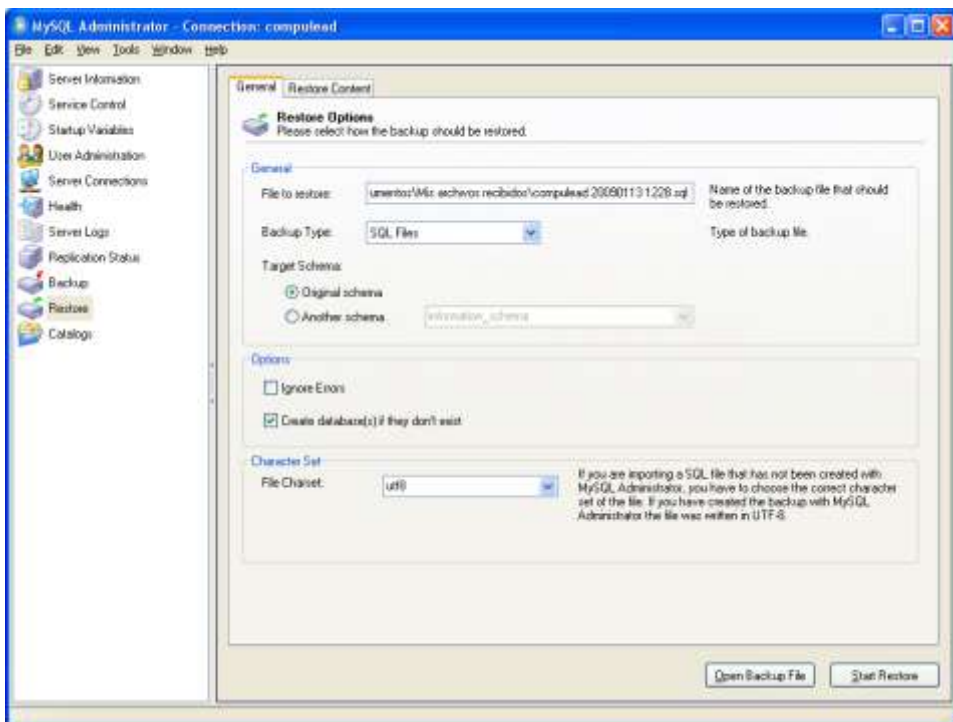 MySQL Administrator - Connection: compulead
File Edit View Tools Window Help
Server Information
Service Control
Startup Variables
User Administration
Server Connections
Health
Server Logs
Replication Status
Backup
Restore
Catalogs
General Restore Content
Restore Options
Please select how the backup should be restored.
General
File to restore: umentos\Mis archivos recibidos\compulead 20090113 1228.sql Name of the backup file that should
be restored.
Backup Type: SQL Files Type of backup file.
Target Schema:
Original schema
Another schema information_schema
Options
Ignore Errors
Create database(s) if they don't exist
Character Set
File Charset: utf8 If you are importing a SQL file that has not been created with
MySQL Administrator, you have to choose the correct character
set of the file. If you have created the backup with MySQL
Administrator the file was written in UTF-8.
Open Backup File Start Restore